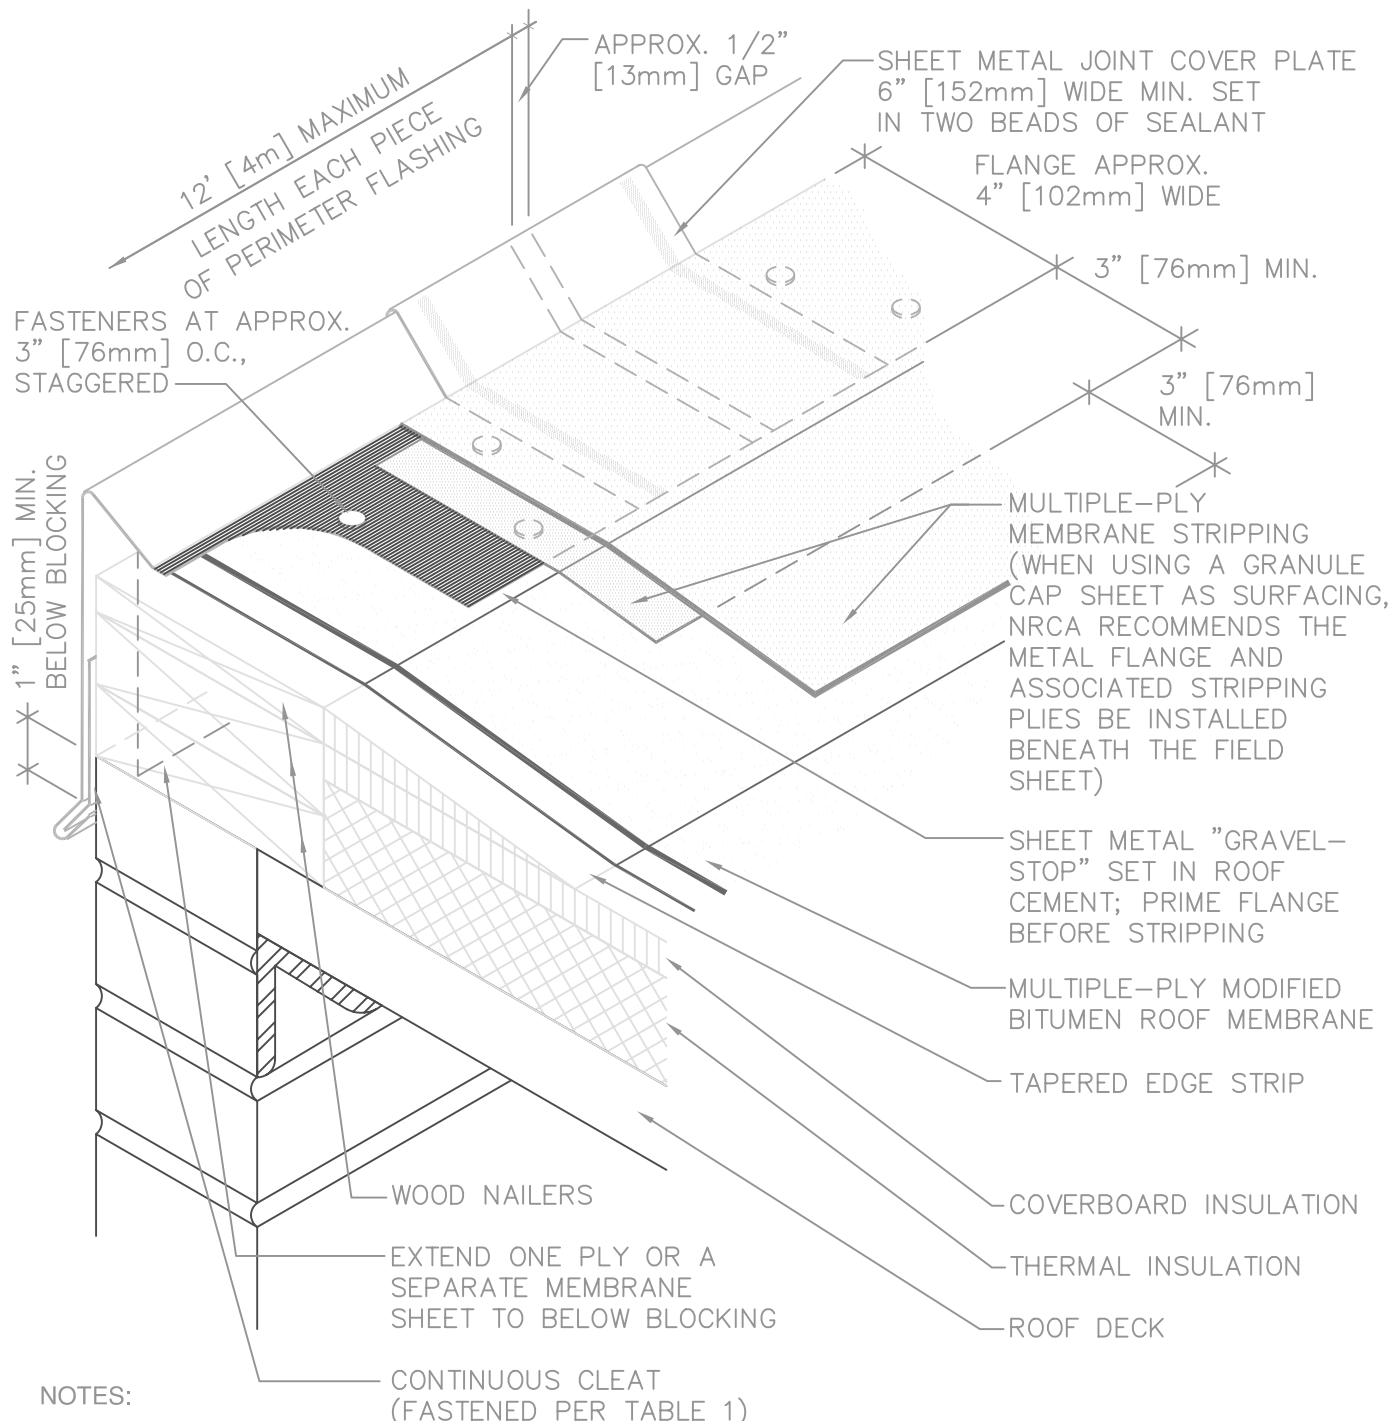 APPROX. 1/2"
[13mm] GAP
SHEET METAL JOINT COVER PLATE
6" [152mm] WIDE MIN. SET
IN TWO BEADS OF SEALANT
12' [4m] MAXIMUM
LENGTH EACH PIECE
OF PERIMETER FLASHING
FLANGE APPROX.
4" [102mm] WIDE
3" [76mm] MIN.
FASTENERS AT APPROX.
3" [76mm] O.C.,
STAGGERED
3" [76mm]
MIN.
1" [25mm] MIN.
BELOW BLOCKING
MULTIPLE-PLY
MEMBRANE STRIPPING
(WHEN USING A GRANULE
CAP SHEET AS SURFACING,
NRCA RECOMMENDS THE
METAL FLANGE AND
ASSOCIATED STRIPPING
PLIES BE INSTALLED
BENEATH THE FIELD
SHEET)
SHEET METAL "GRAVEL-
STOP" SET IN ROOF
CEMENT; PRIME FLANGE
BEFORE STRIPPING
MULTIPLE-PLY MODIFIED
BITUMEN ROOF MEMBRANE
TAPERED EDGE STRIP
COVERBOARD INSULATION
THERMAL INSULATION
ROOF DECK
WOOD NAILERS
EXTEND ONE PLY OR A
SEPARATE MEMBRANE
SHEET TO BELOW BLOCKING
CONTINUOUS CLEAT
(FASTENED PER TABLE 1)
NOTES: